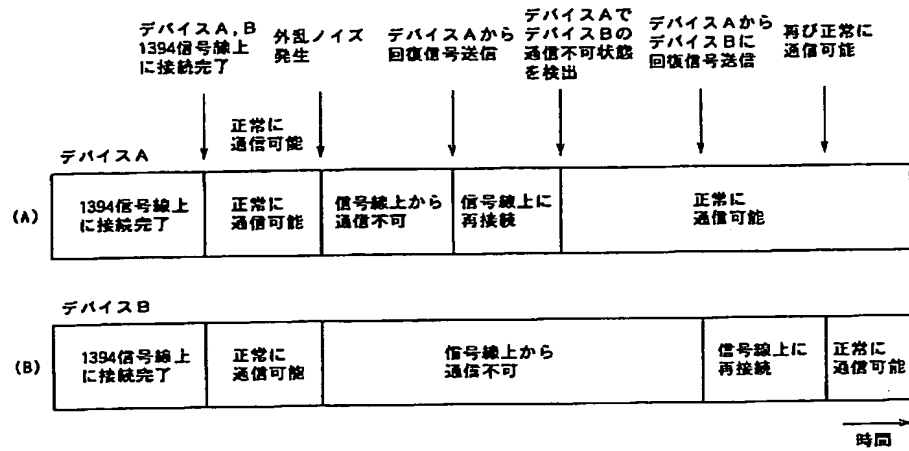 デバイスA,B
1394信号線上
に接続完了
外乱ノイズ
発生
デバイスAから
回復信号送信
デバイスAで
デバイスBの
通信不可状態
を検出
デバイスAから
デバイスBに
回復信号送信
再び正常に
通信可能
正常に
通信可能
デバイスA
(A)
1394信号線上
に接続完了
正常に
通信可能
信号線上から
通信不可
信号線上に
再接続
正常に
通信可能
デバイスB
(B)
1394信号線上
に接続完了
正常に
通信可能
信号線上から
通信不可
信号線上に
再接続
正常に
通信可能
時間